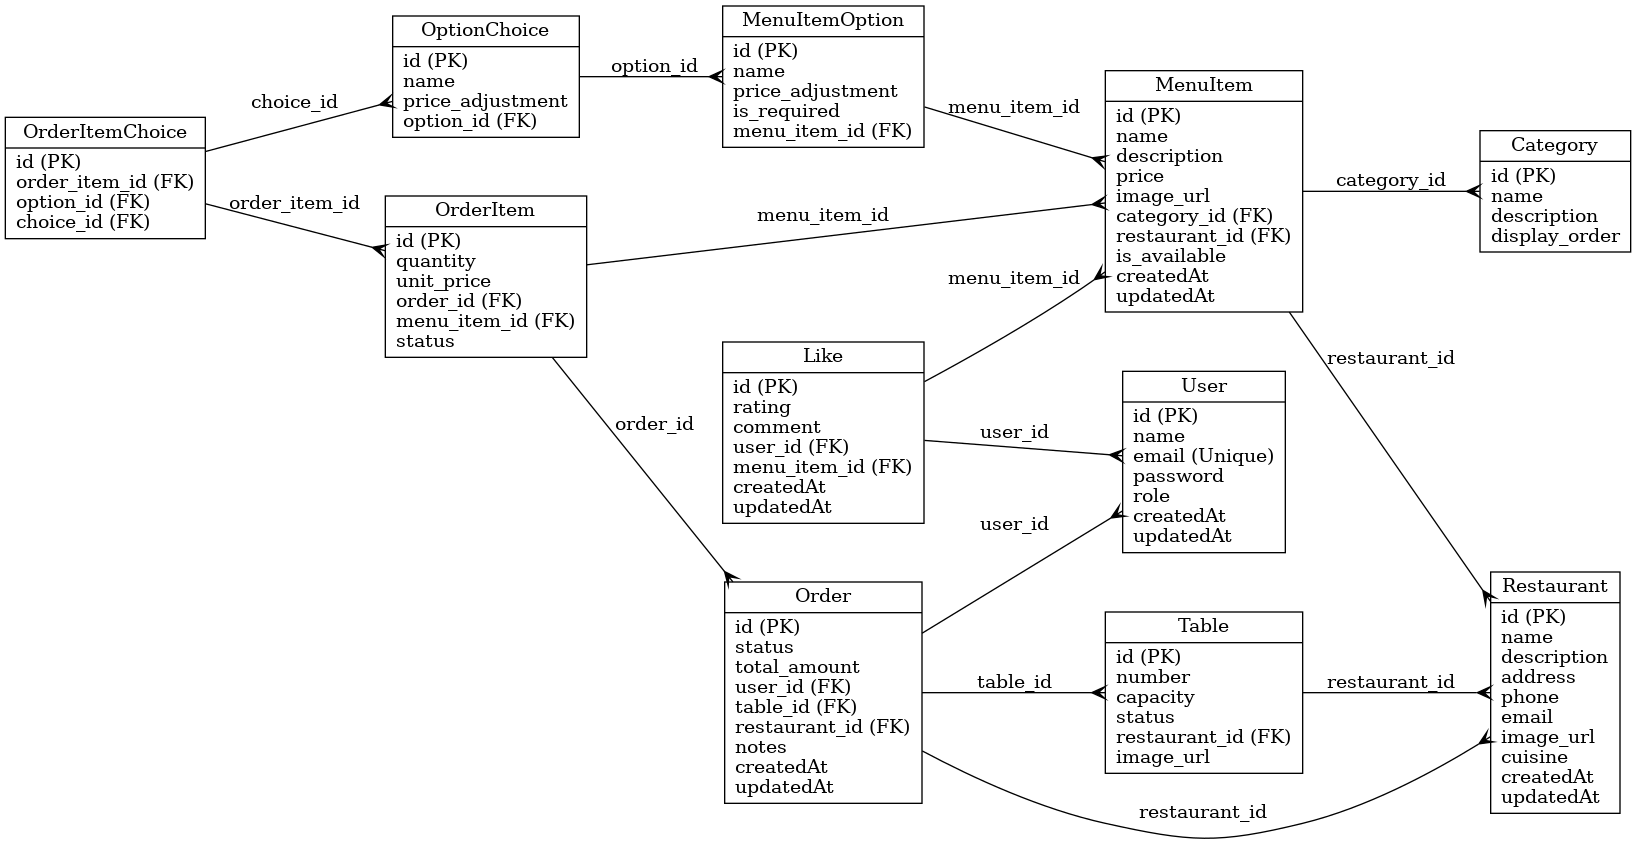 OrderItemChoice
id (PK)
order_item_id (FK)
option_id (FK)
choice_id (FK)
choice_id
order_item_id
OptionChoice
id (PK)
name
price_adjustment
option_id (FK)
option_id
OrderItem
id (PK)
quantity
unit_price
order_id (FK)
menu_item_id (FK)
status
menu_item_id
order_id
MenuItemOption
id (PK)
name
price_adjustment
is_required
menu_item_id (FK)
menu_item_id
Like
id (PK)
rating
comment
user_id (FK)
menu_item_id (FK)
createdAt
updatedAt
menu_item_id
user_id
Order
id (PK)
status
total_amount
user_id (FK)
table_id (FK)
restaurant_id (FK)
notes
createdAt
updatedAt
user_id
table_id
restaurant_id
MenuItem
id (PK)
name
description
price
image_url
category_id (FK)
restaurant_id (FK)
is_available
createdAt
updatedAt
category_id
restaurant_id
User
id (PK)
name
email (Unique)
password
role
createdAt
updatedAt
Table
id (PK)
number
capacity
status
restaurant_id (FK)
image_url
restaurant_id
Category
id (PK)
name
description
display_order
Restaurant
id (PK)
name
description
address
phone
email
image_url
cuisine
createdAt
updatedAt